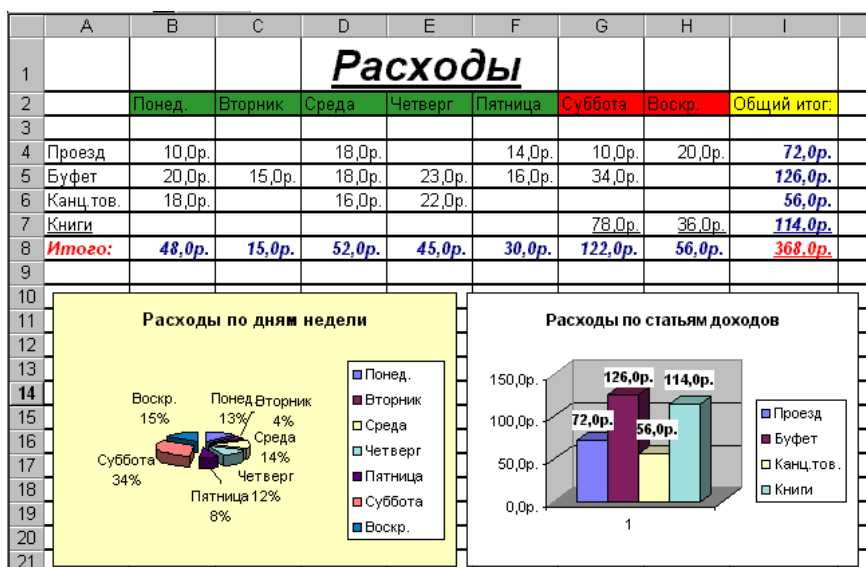 A B C D E F G H I
1 Расходы
2 Понед. Вторник Среда Четверг Пятница Суббота Воскр. Общий итог:
3
4 Проезд 10,0р. 18,0р. 14,0р. 10,0р. 20,0р. 72,0р.
5 Буфет 20,0р. 15,0р. 18,0р. 23,0р. 16,0р. 34,0р. 126,0р.
6 Канц.тов. 18,0р. 16,0р. 22,0р. 56,0р.
7 Книги 78,0р. 36,0р. 114,0р.
8 Итого: 48,0р. 15,0р. 52,0р. 45,0р. 30,0р. 122,0р. 56,0р. 368,0р.
9
10
11
12
13
14
15
16
17
18
19
20
21
Расходы по дням недели
Воскр.
15%
Понед.
13%
Вторник
4%
Среда
14%
Четверг
12%
Пятница
8%
Суббота
34%
Понед.
Вторник
Среда
Четверг
Пятница
Суббота
Воскр.
Расходы по статьям доходов
150,0р.
100,0р.
50,0р.
0,0р.
72,0р.
126,0р.
56,0р.
114,0р.
1
Проезд
Буфет
Канц.тов.
Книги